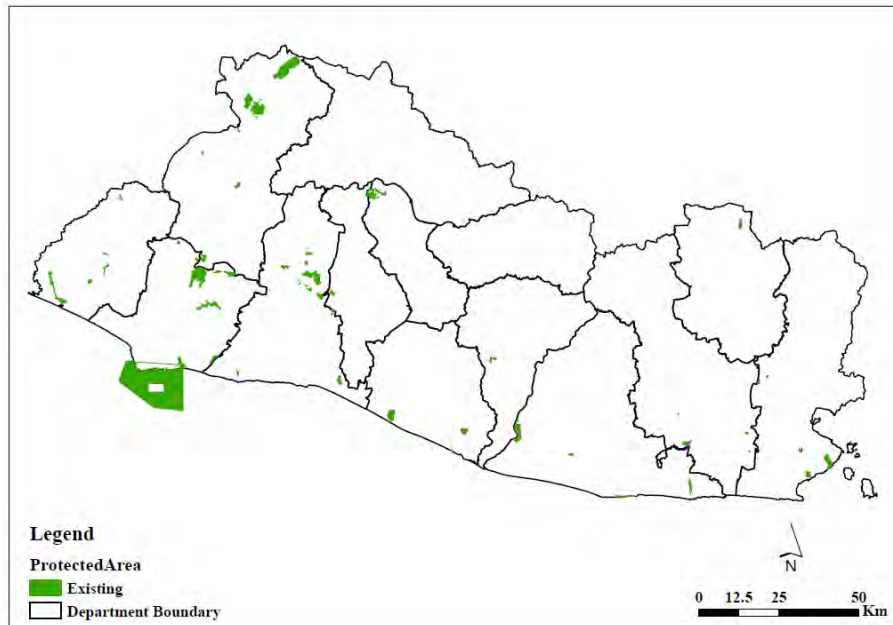 Legend
ProtectedArea
Existing
Department Boundary
N
0 12.5 25 50
Km